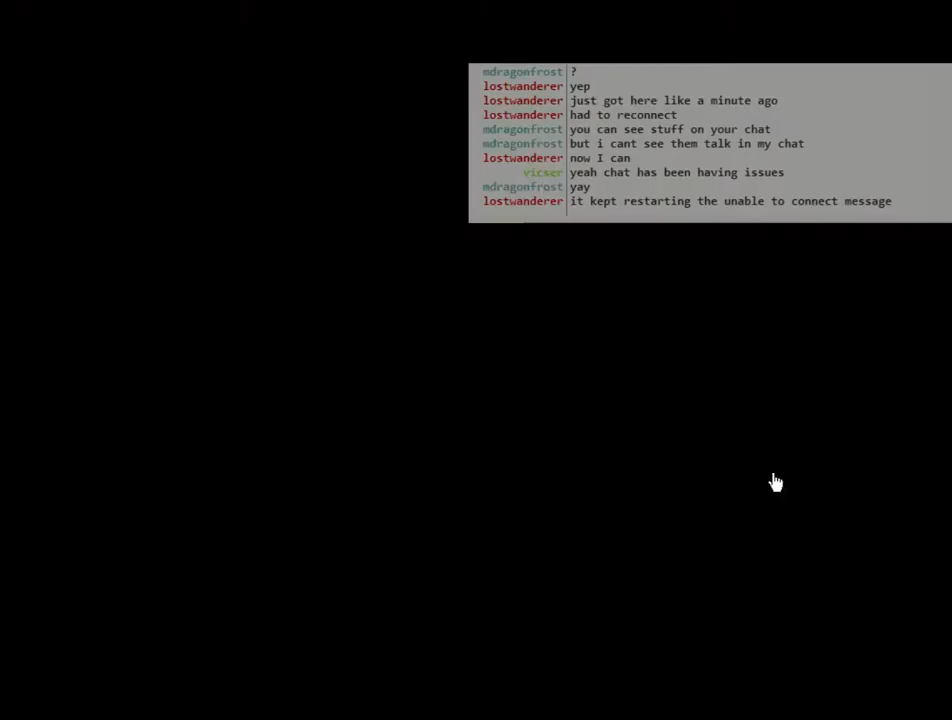 mdragonfrost ?
lostwanderer yep
lostwanderer just got here like a minute ago
lostwanderer had to reconnect
mdragonfrost you can see stuff on your chat
mdragonfrost but i cant see them talk in my chat
lostwanderer now I can
vicxer yeah chat has been having issues
mdragonfrost yay
lostwanderer it kept restarting the unable to connect message